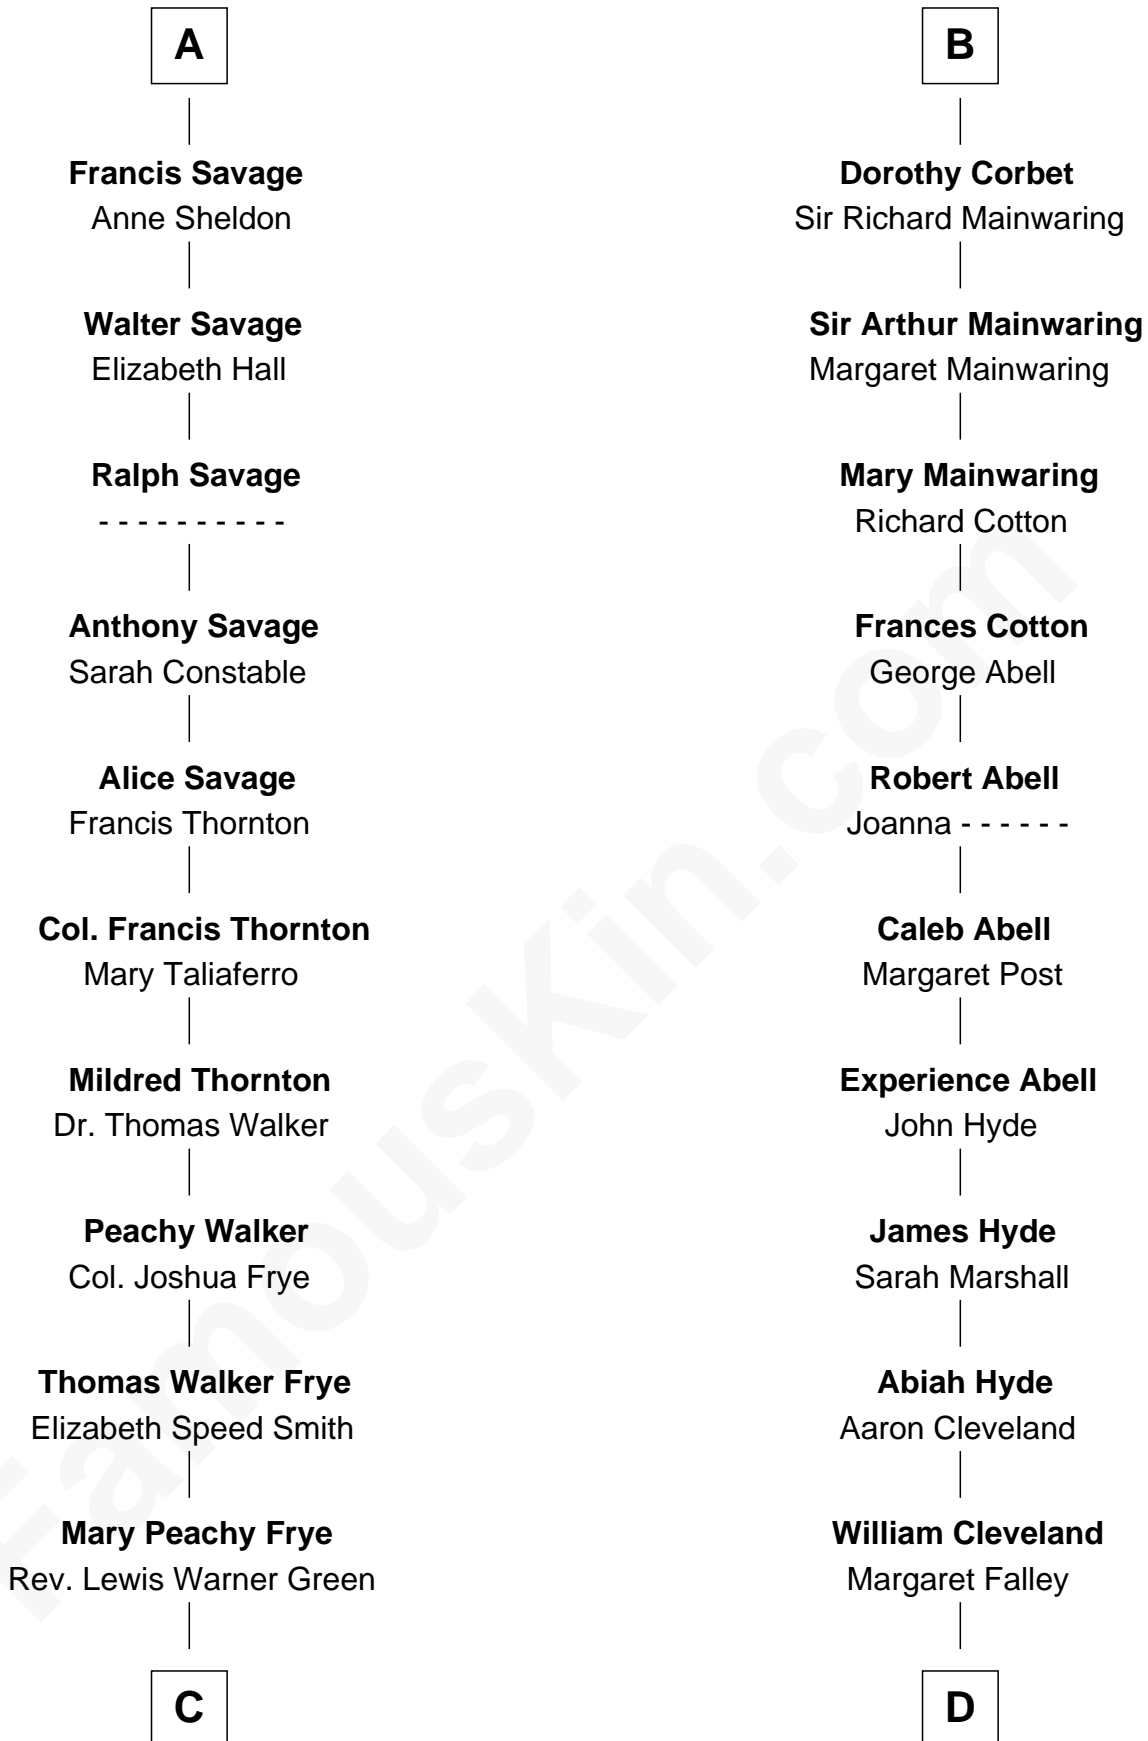 A
Francis Savage
Anne Sheldon
Walter Savage
Elizabeth Hall
Ralph Savage
- - - - - - - - - -
Anthony Savage
Sarah Constable
Alice Savage
Francis Thornton
Col. Francis Thornton
Mary Taliaferro
Mildred Thornton
Dr. Thomas Walker
Peachy Walker
Col. Joshua Frye
Thomas Walker Frye
Elizabeth Speed Smith
Mary Peachy Frye
Rev. Lewis Warner Green
C
B
Dorothy Corbet
Sir Richard Mainwaring
Sir Arthur Mainwaring
Margaret Mainwaring
Mary Mainwaring
Richard Cotton
Frances Cotton
George Abell
Robert Abell
Joanna - - - - - -
Caleb Abell
Margaret Post
Experience Abell
John Hyde
James Hyde
Sarah Marshall
Abiah Hyde
Aaron Cleveland
William Cleveland
Margaret Falley
D
FamousKin.com